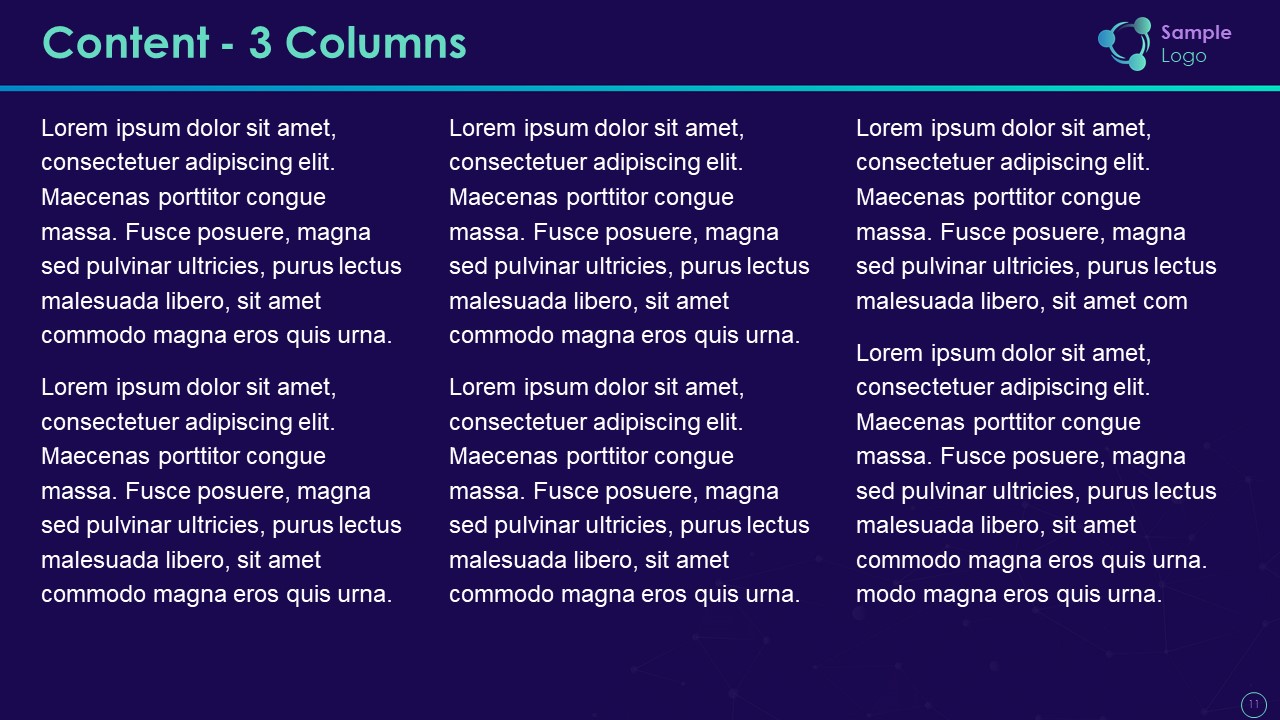 Content - 3 Columns
Sample
Logo
Lorem ipsum dolor sit amet,
consectetuer adipiscing elit.
Maecenas porttitor congue
massa. Fusce posuere, magna
sed pulvinar ultricies, purus lectus
malesuada libero, sit amet
commodo magna eros quis urna.
Lorem ipsum dolor sit amet,
consectetuer adipiscing elit.
Maecenas porttitor congue
massa. Fusce posuere, magna
sed pulvinar ultricies, purus lectus
malesuada libero, sit amet
commodo magna eros quis urna.
Lorem ipsum dolor sit amet,
consectetuer adipiscing elit.
Maecenas porttitor congue
massa. Fusce posuere, magna
sed pulvinar ultricies, purus lectus
malesuada libero, sit amet
commodo magna eros quis urna.
Lorem ipsum dolor sit amet,
consectetuer adipiscing elit.
Maecenas porttitor congue
massa. Fusce posuere, magna
sed pulvinar ultricies, purus lectus
malesuada libero, sit amet
commodo magna eros quis urna.
Lorem ipsum dolor sit amet,
consectetuer adipiscing elit.
Maecenas porttitor congue
massa. Fusce posuere, magna
sed pulvinar ultricies, purus lectus
malesuada libero, sit amet com
Lorem ipsum dolor sit amet,
consectetuer adipiscing elit.
Maecenas porttitor congue
massa. Fusce posuere, magna
sed pulvinar ultricies, purus lectus
malesuada libero, sit amet
commodo magna eros quis urna.
modo magna eros quis urna.
11